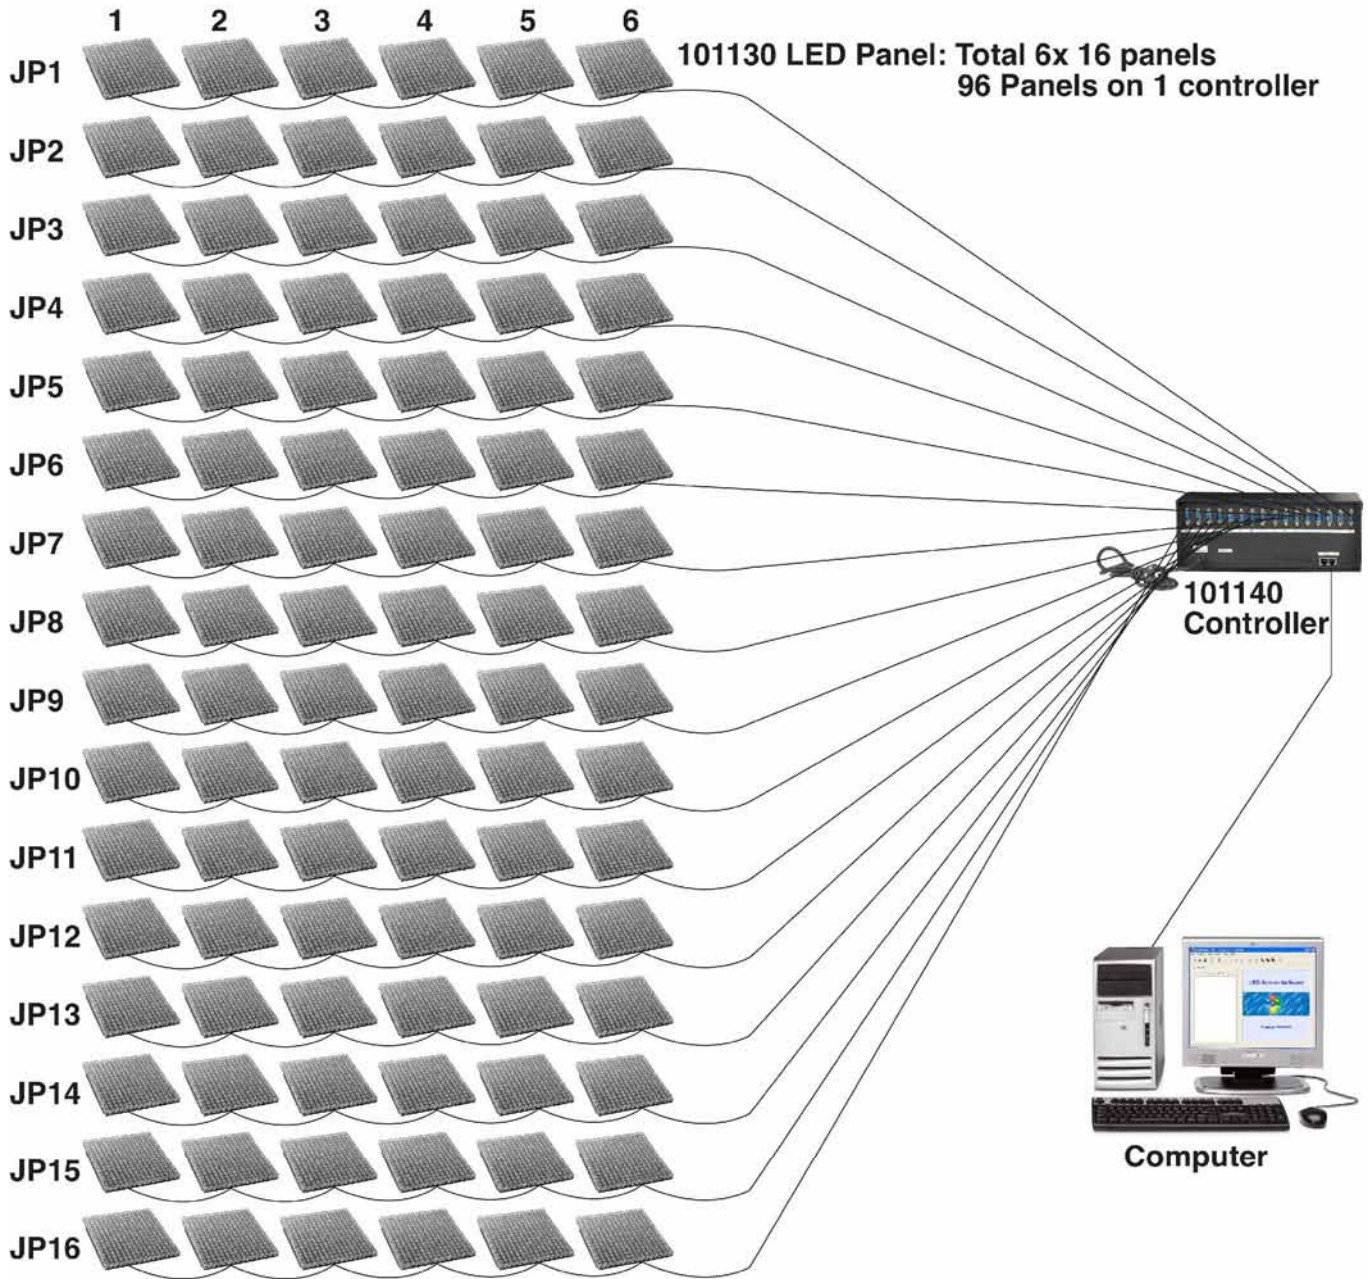 1 2 3 4 5 6
101130 LED Panel: Total 6x 16 panels
96 Panels on 1 controller
JP1
JP2
JP3
JP4
JP5
JP6
JP7
JP8
JP9
JP10
JP11
JP12
JP13
JP14
JP15
JP16
101140
Controller
Computer